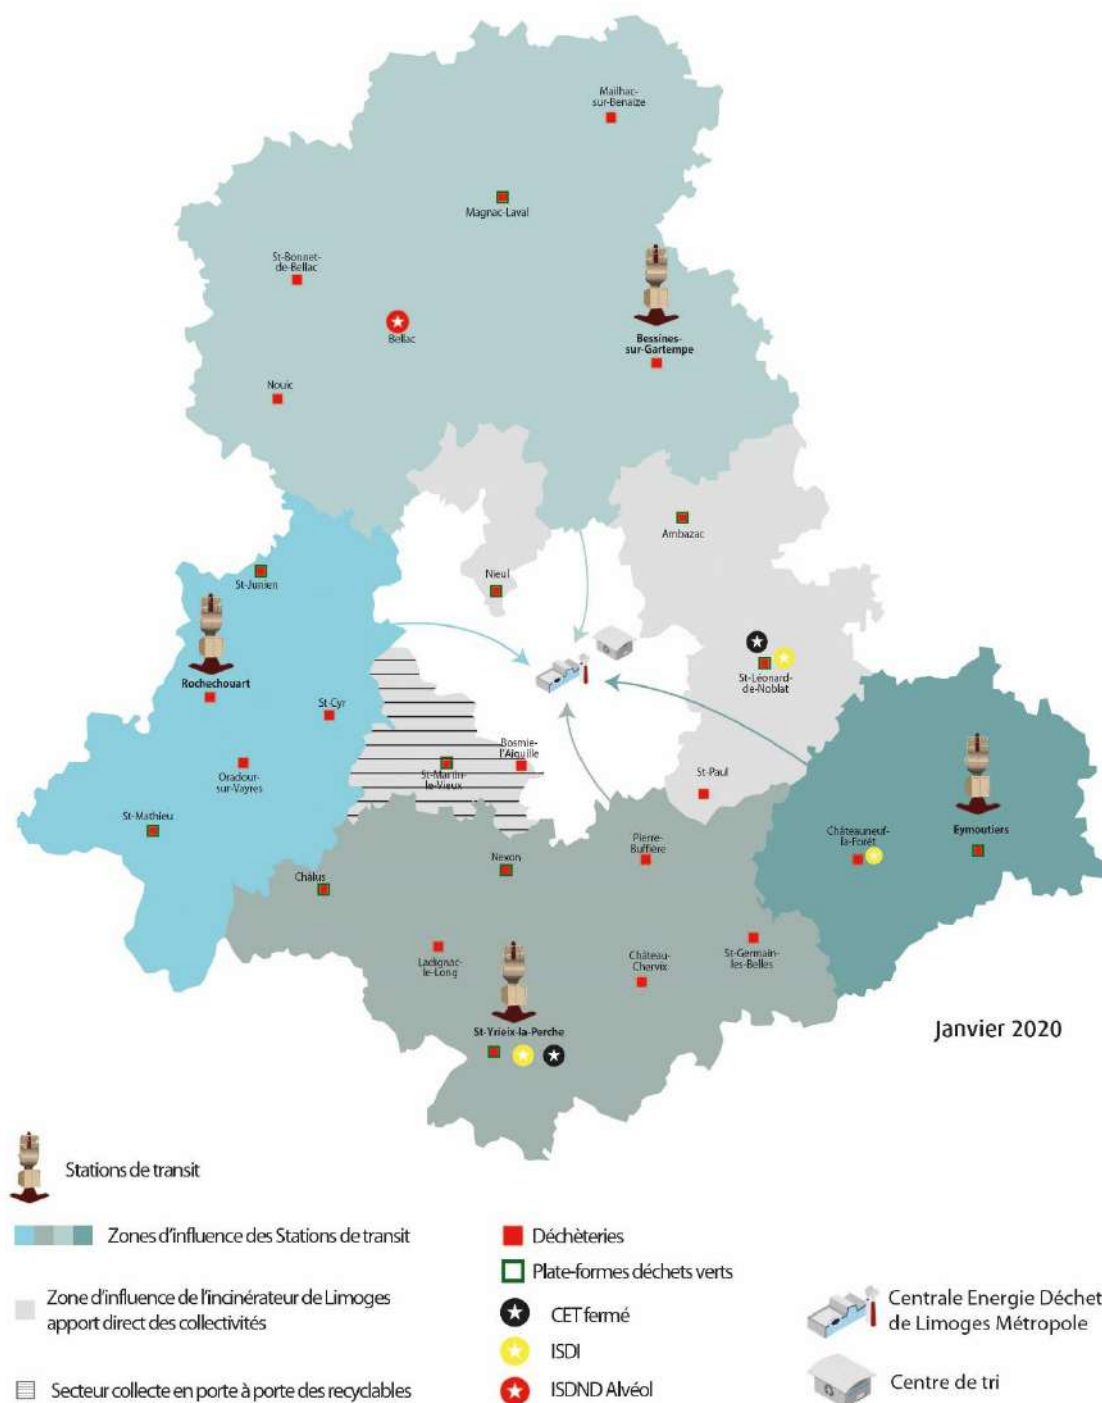 Mailhac-
sur-Benaize
Magnac-Laval
St-Bonnet-
de-Bellac
Bellac
Bessines-
sur-Gartempe
Nouic
Ambazac
St-Junien
Nieul
Rochechouart
St-Léonard-
de-Noblat
St-Cyr
Bosmie-
l'Aiguille
Oradour-
sur-Vayres
St-Martin-
le-Vieux
St-Paul
St-Mathieu
Pierre-
Buffière
Châteauneuf-
la-Forêt
Eymoutiers
Nexon
Châlus
Ladignac-
le-Long
Château-
Chervix
St-Germain-
les-Belles
St-Yrieix-la-Perche
Janvier 2020
Stations de transit
Zones d'influence des Stations de transit
Zone d'influence de l'incinérateur de Limoges
apport direct des collectivités
Secteur collecte en porte à porte des recyclables
Déchèteries
Plate-formes déchets verts
CET fermé
ISDI
ISDND Alvéol
Centrale Energie Déchet
de Limoges Métropole
Centre de tri